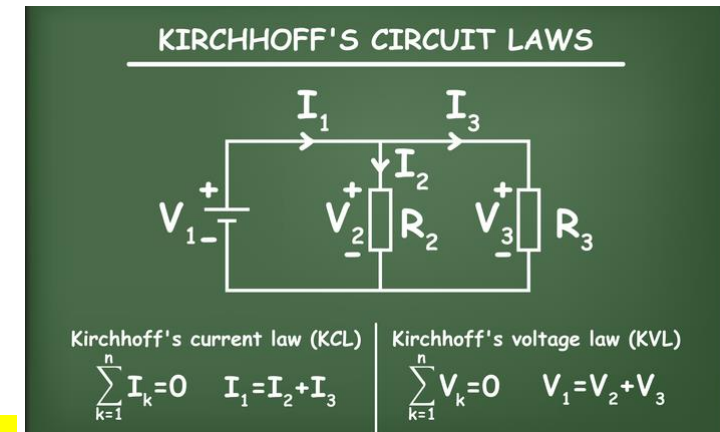 KIRCHHOFF'S CIRCUIT LAWS
I₁ I₃
I₂
V₁ + - V₂ + - R₂ V₃ + - R₃
Kirchhoff's current law (KCL) Kirchhoff's voltage law (KVL)
n n
∑ Iₖ=0 I₁=I₂+I₃ ∑ Vₖ=0 V₁=V₂+V₃
k=1 k=1